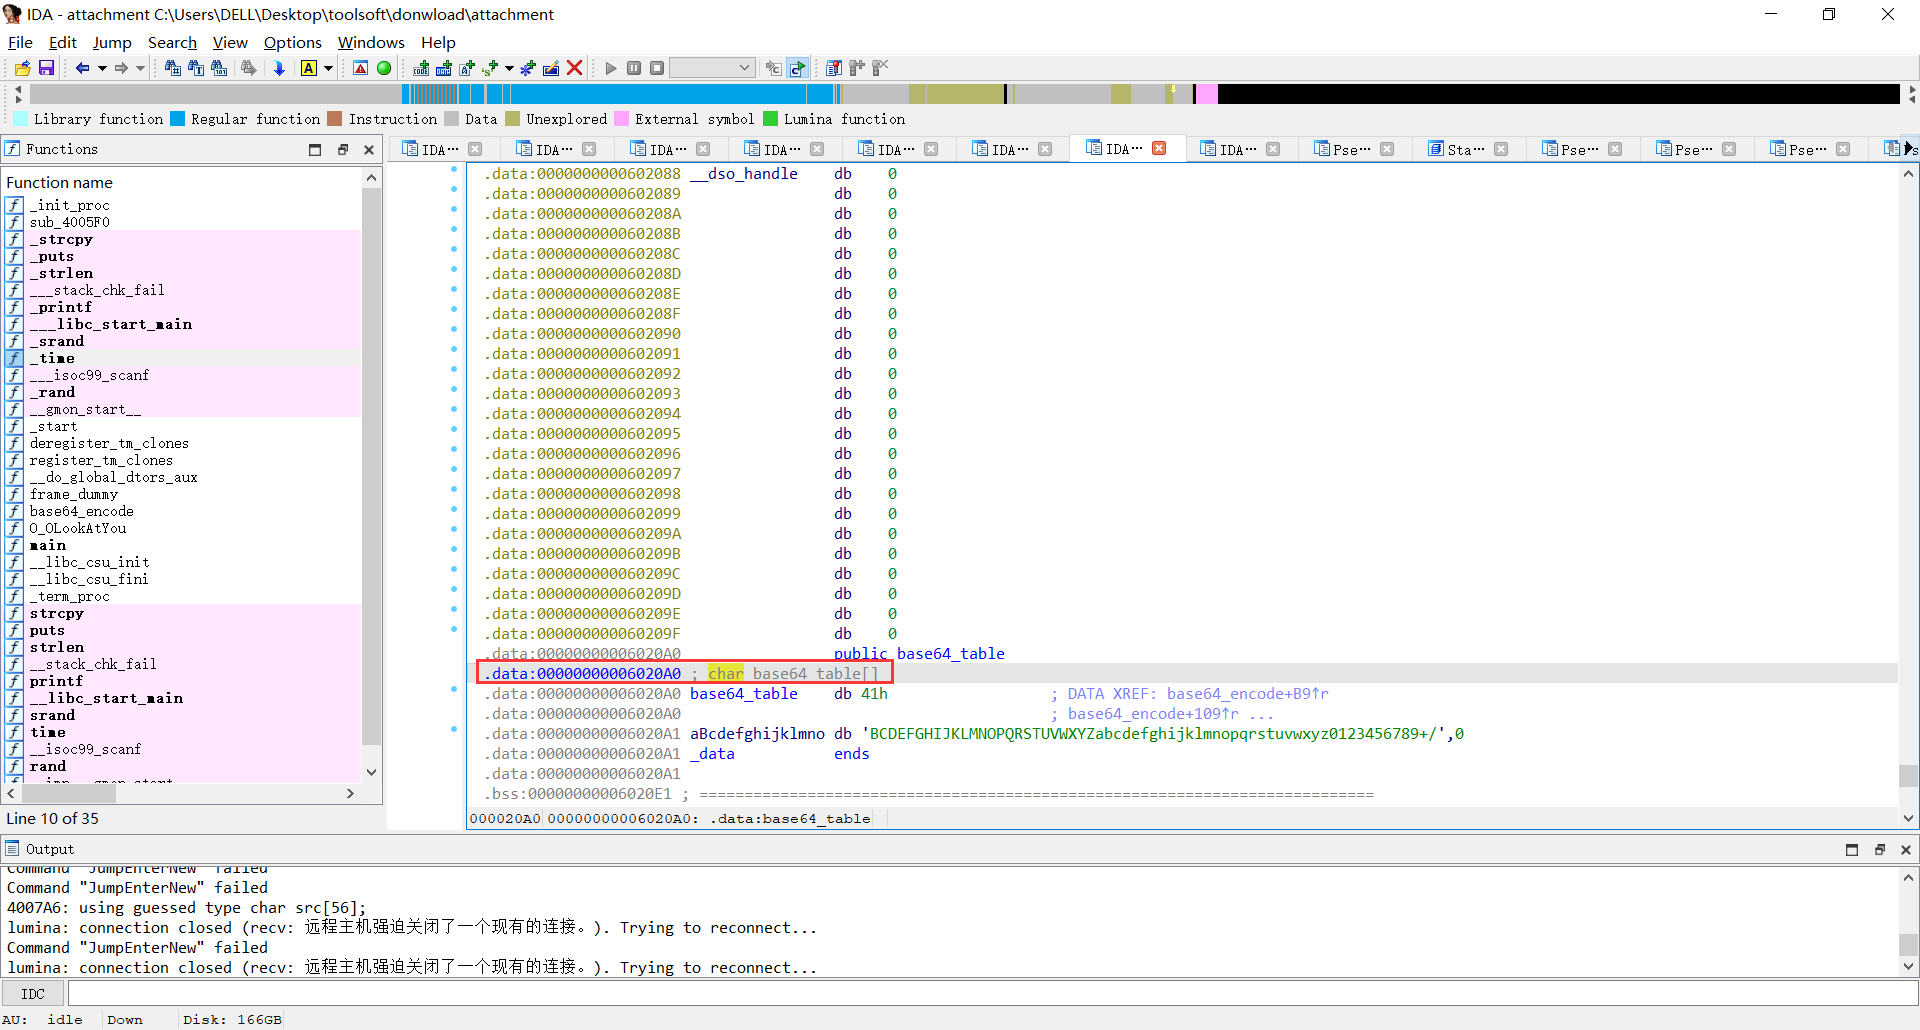 IDA - attachment C:\Users\DELL\Desktop\toolsoft\donwload\attachment
File Edit Jump Search View Options Windows Help
Library function Regular function Instruction Data Unexplored External symbol Lumina function
Functions
IDA··· IDA··· IDA··· IDA··· IDA··· IDA··· IDA··· IDA··· Pse··· Sta··· Pse··· Pse··· Pse···
Function name
_init_proc
sub_4005F0
_strcpy
_puts
_strlen
___stack_chk_fail
_printf
___libc_start_main
_srand
_time
___isoc99_scanf
_rand
__gmon_start__
_start
deregister_tm_clones
register_tm_clones
__do_global_dtors_aux
frame_dummy
base64_encode
O_OLookAtYou
main
__libc_csu_init
__libc_csu_fini
_term_proc
strcpy
puts
strlen
__stack_chk_fail
printf
__libc_start_main
srand
time
__isoc99_scanf
rand
Line 10 of 35
.data:0000000000602088 __dso_handle db 0
.data:0000000000602089 db 0
.data:000000000060208A db 0
.data:000000000060208B db 0
.data:000000000060208C db 0
.data:000000000060208D db 0
.data:000000000060208E db 0
.data:000000000060208F db 0
.data:0000000000602090 db 0
.data:0000000000602091 db 0
.data:0000000000602092 db 0
.data:0000000000602093 db 0
.data:0000000000602094 db 0
.data:0000000000602095 db 0
.data:0000000000602096 db 0
.data:0000000000602097 db 0
.data:0000000000602098 db 0
.data:0000000000602099 db 0
.data:000000000060209A db 0
.data:000000000060209B db 0
.data:000000000060209C db 0
.data:000000000060209D db 0
.data:000000000060209E db 0
.data:000000000060209F db 0
.data:00000000006020A0 public base64_table
.data:00000000006020A0 ; char base64_table[]
.data:00000000006020A0 base64_table db 41h ; DATA XREF: base64_encode+B9↑r
.data:00000000006020A0 ; base64_encode+109↑r ...
.data:00000000006020A1 aBcdefghijklmno db 'BCDEFGHIJKLMNOPQRSTUVWXYZabcdefghijklmnopqrstuvwxyz0123456789+/',0
.data:00000000006020A1 _data ends
.data:00000000006020A1
.bss:00000000006020E1 ; ===========================================================================
000020A0 00000000006020A0: .data:base64_table
Output
Command "JumpEnterNew" failed
Command "JumpEnterNew" failed
4007A6: using guessed type char src[56];
lumina: connection closed (recv: 远程主机强迫关闭了一个现有的连接。). Trying to reconnect...
Command "JumpEnterNew" failed
lumina: connection closed (recv: 远程主机强迫关闭了一个现有的连接。). Trying to reconnect...
IDC
AU: idle Down Disk: 166GB